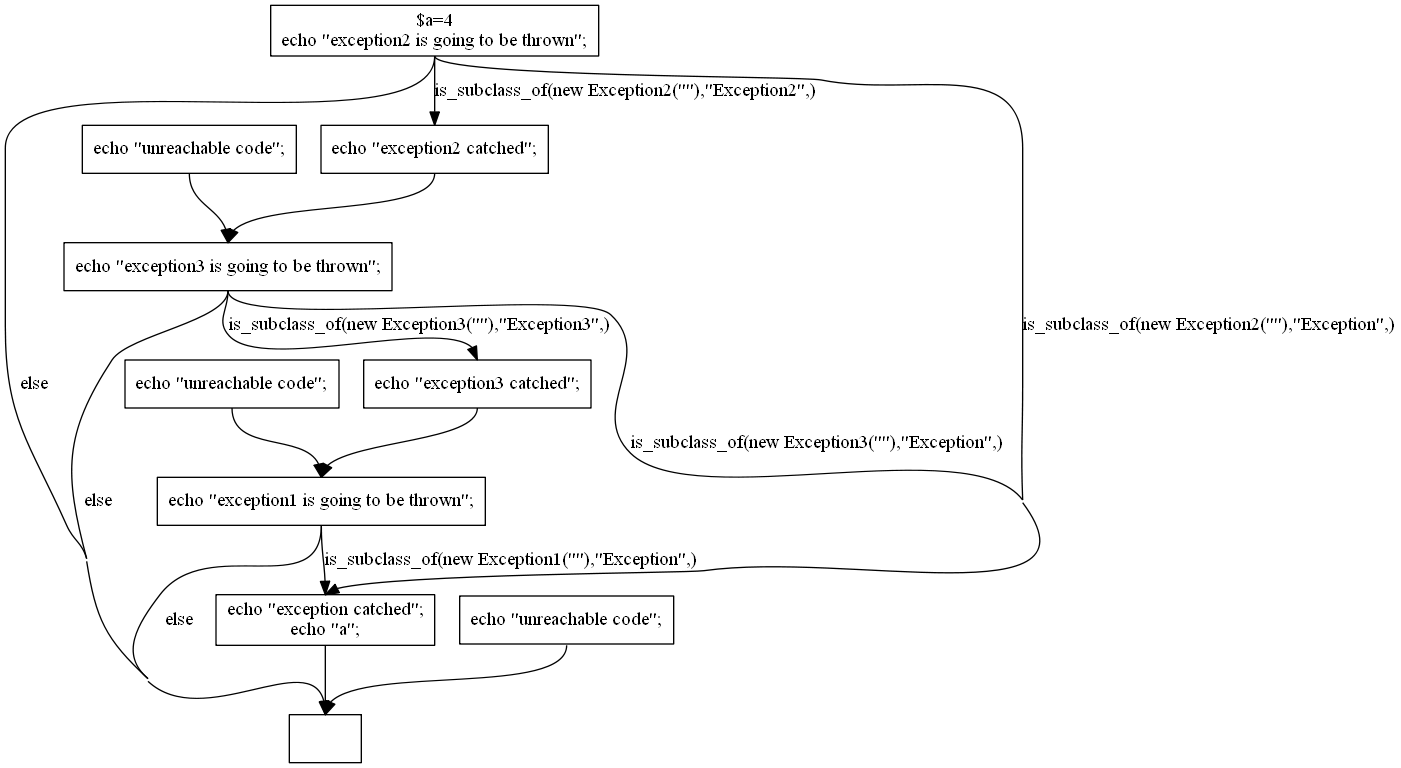 $a=4
echo "exception2 is going to be thrown";
is_subclass_of(new Exception2(""),"Exception2",)
echo "unreachable code";
echo "exception2 catched";
echo "exception3 is going to be thrown";
is_subclass_of(new Exception3(""),"Exception3",)
is_subclass_of(new Exception2(""),"Exception",)
else
echo "unreachable code";
echo "exception3 catched";
is_subclass_of(new Exception3(""),"Exception",)
else
echo "exception1 is going to be thrown";
is_subclass_of(new Exception1(""),"Exception",)
else
echo "exception catched";
echo "a";
echo "unreachable code";